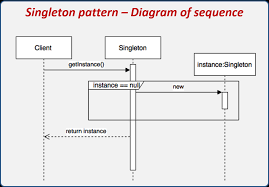 Singleton pattern – Diagram of sequence
Client
Singleton
instance:Singleton
getInstance()
instance == null
new
return instance